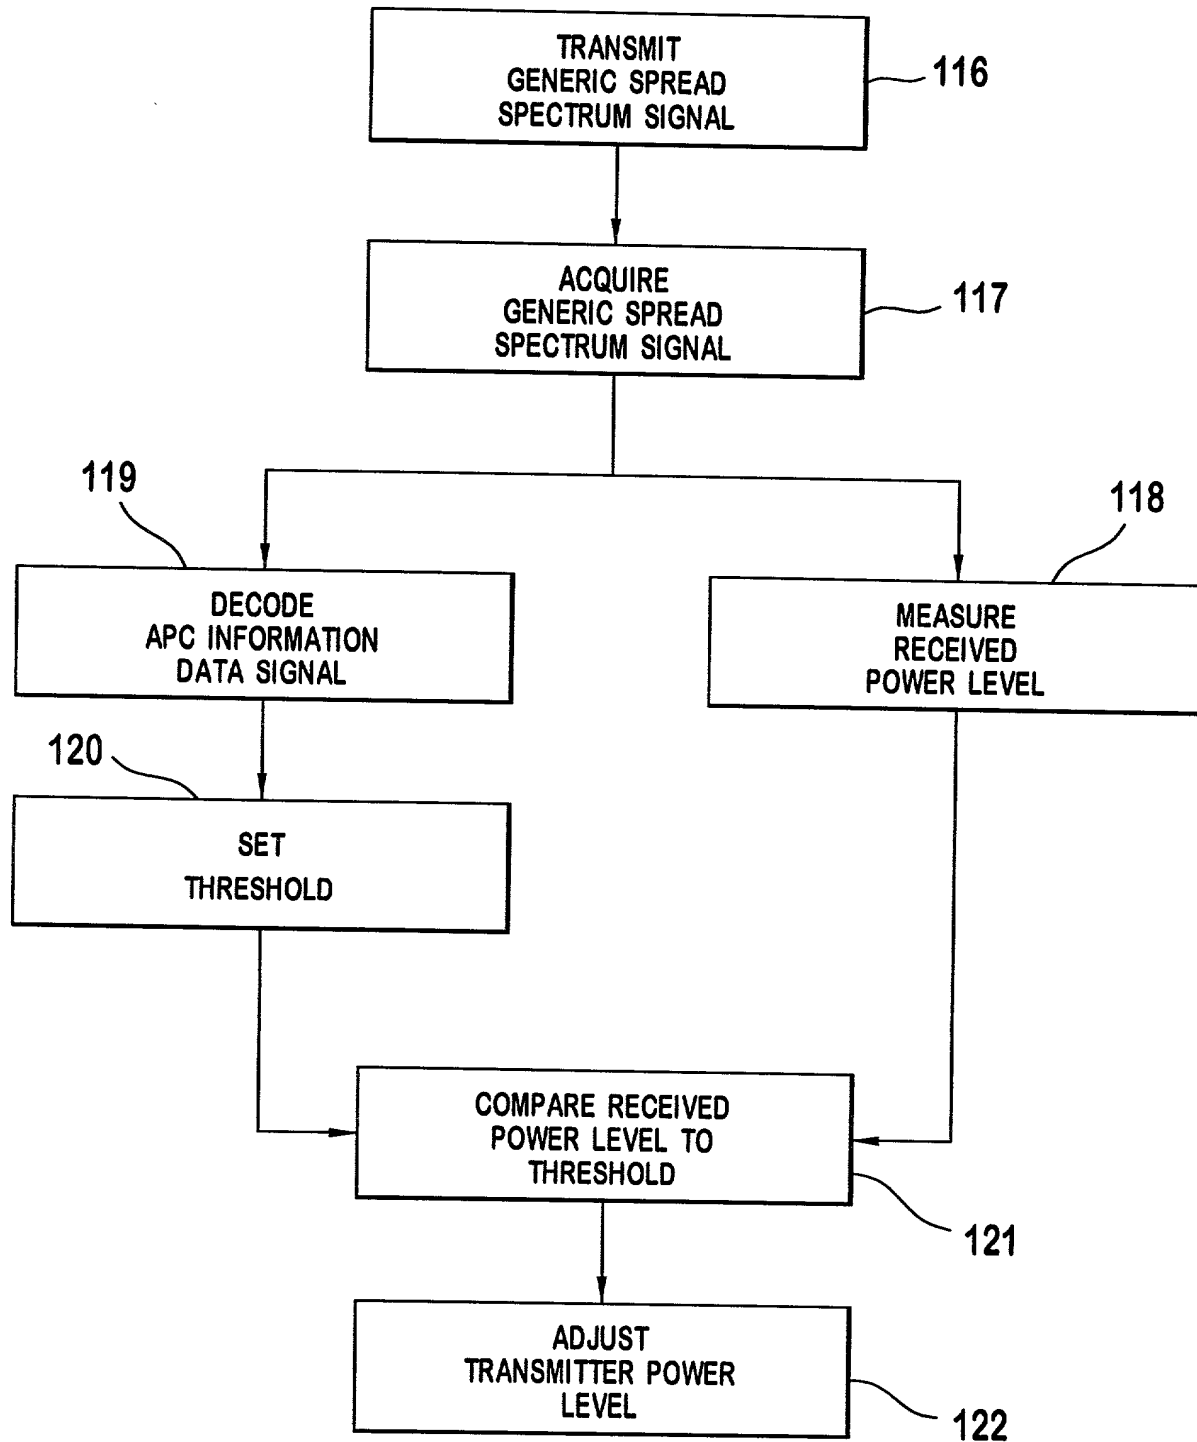 TRANSMIT
GENERIC SPREAD
SPECTRUM SIGNAL
116
ACQUIRE
GENERIC SPREAD
SPECTRUM SIGNAL
117
119
DECODE
APC INFORMATION
DATA SIGNAL
118
MEASURE
RECEIVED
POWER LEVEL
120
SET
THRESHOLD
COMPARE RECEIVED
POWER LEVEL TO
THRESHOLD
121
ADJUST
TRANSMITTER POWER
LEVEL
122